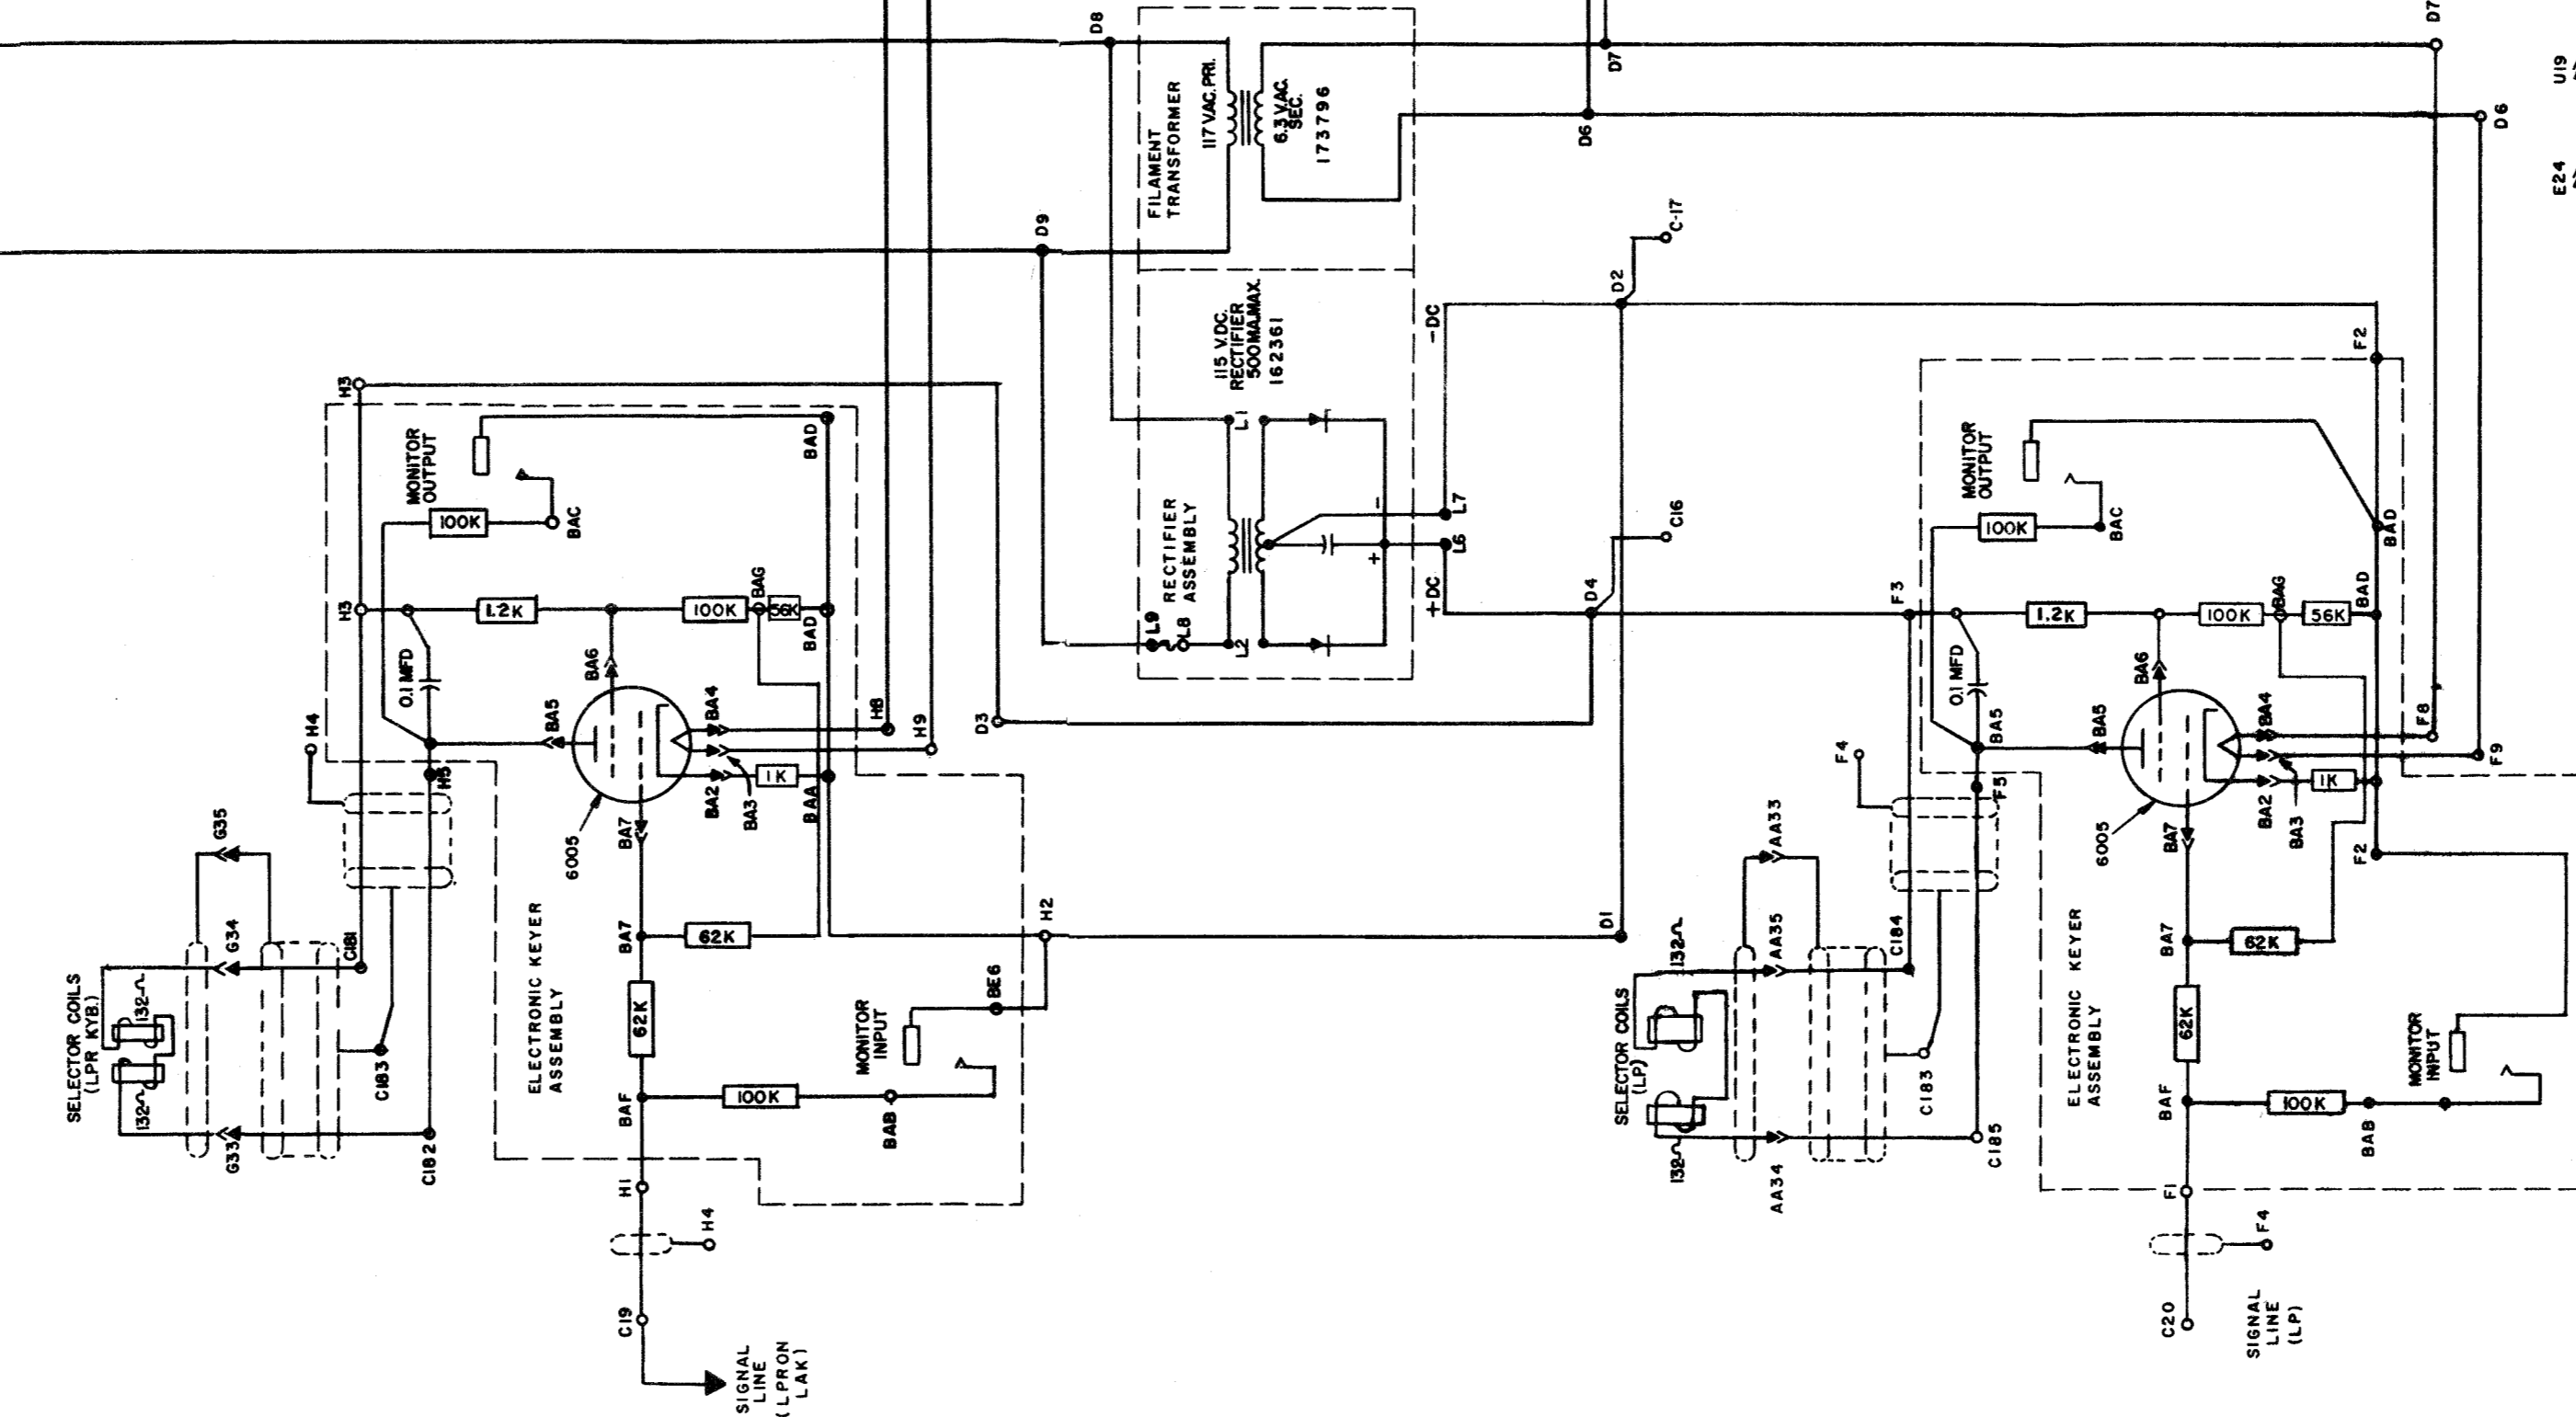 D8
D9
FILAMENT
TRANSFORMER
117 V.AC. PRI.
6.3 V.AC.
SEC.
173796
D7
D6
D7
D6
U19
E24
115 V.DC.
RECTIFIER
500MA.MAX.
162361
RECTIFIER
ASSEMBLY
L1
L2
L9
L8
-
+
L7
L6
-DC
+DC
D2
C-17
D4
C16
D3
D1
H3
H3
MONITOR
OUTPUT
100K
BAC
BAD
1.2K
100K
BAG
56K
BAD
0.1 MFD
BA6
BA5
H4
H5
BA4
H8
H9
BA2
BA3
1K
BAA
BA7
6005
G35
G34
C181
SELECTOR COILS
(LPR KYB.)
132Ω
132Ω
G33
C183
C182
ELECTRONIC KEYER
ASSEMBLY
BA7
62K
62K
H2
BE6
MONITOR
INPUT
BAF
100K
BAB
H1
H4
C19
SIGNAL
LINE
(LPRON
LAK)
F2
MONITOR
OUTPUT
100K
BAC
BAD
F3
1.2K
100K
BAG
56K
BAD
0.1 MFD
BA6
BA5
BA5
F4
F5
BA4
F8
F9
BA2
BA3
1K
F2
BA7
6005
AA33
AA35
C184
SELECTOR COILS
(LP)
132Ω
132Ω
AA34
C183
C185
ELECTRONIC KEYER
ASSEMBLY
BA7
62K
62K
MONITOR
INPUT
BAF
100K
BAB
F1
F4
C20
SIGNAL
LINE
(LP)